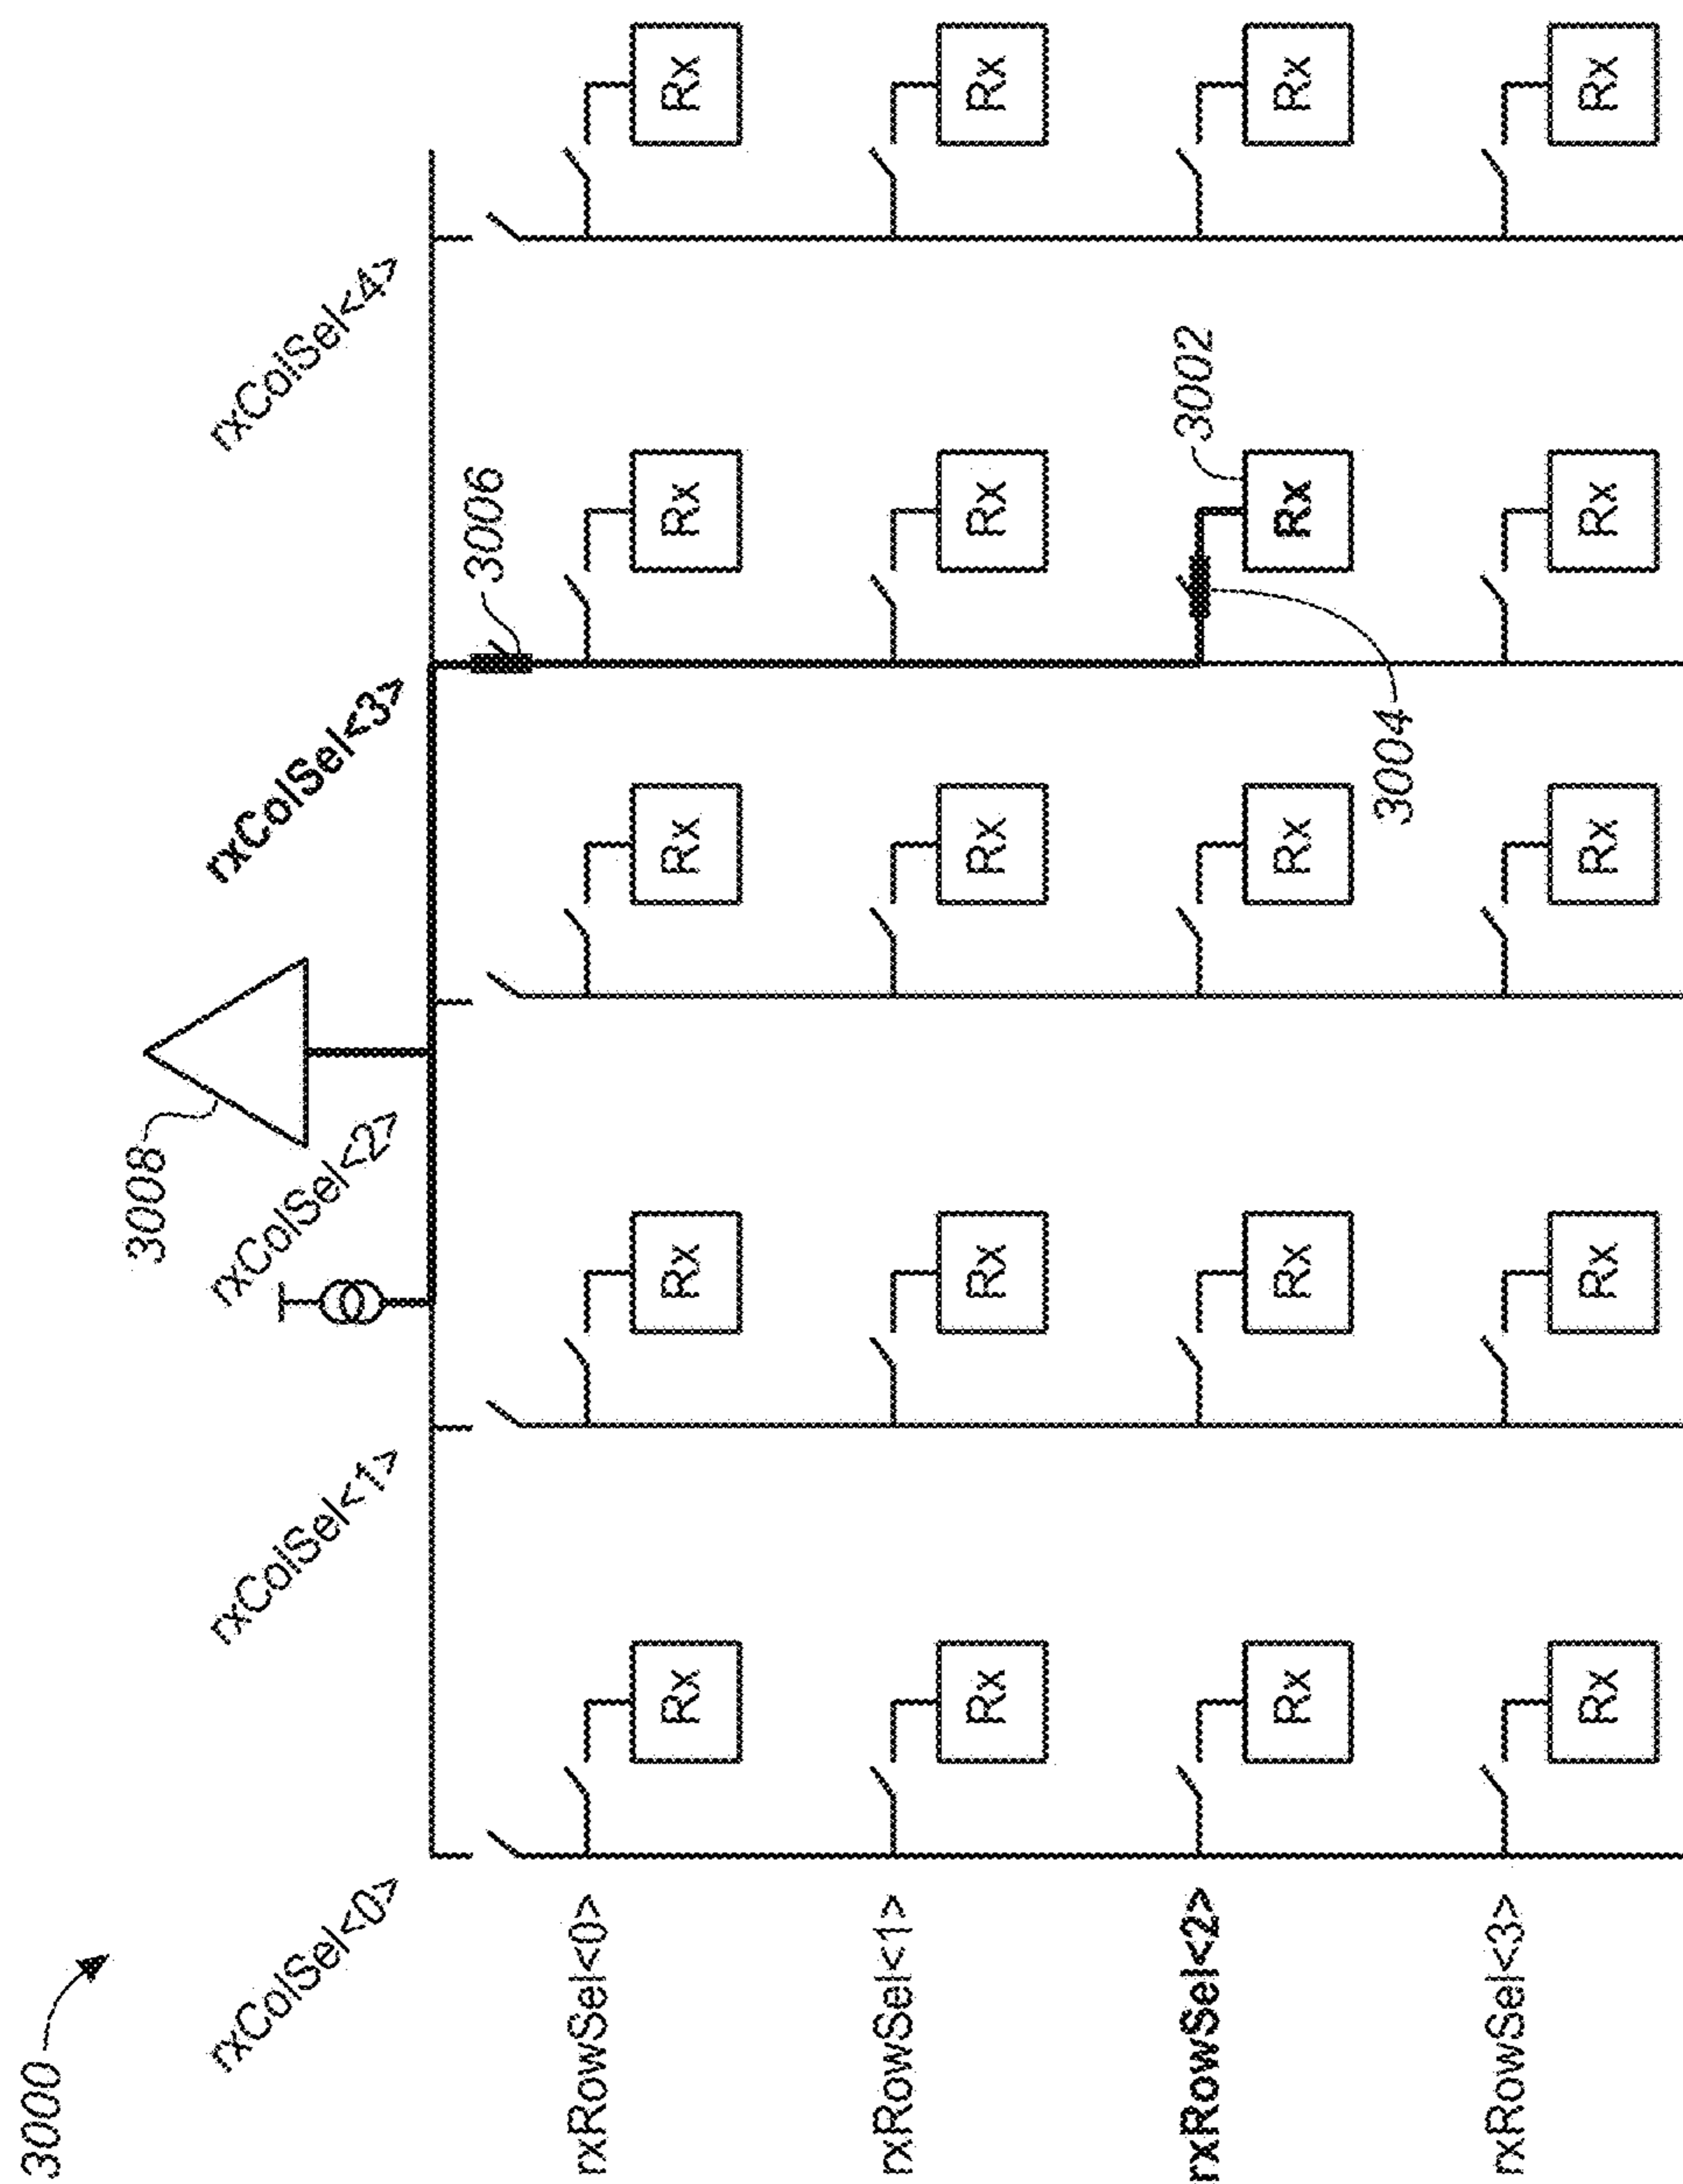 3000
3008
rxColSel<0> rxColSel<1> rxColSel<2> rxColSel<3> rxColSel<4>
3006
rxRowSel<0>
Rx Rx Rx Rx Rx
rxRowSel<1>
Rx Rx Rx Rx Rx
rxRowSel<2> 3002
Rx Rx Rx Rx Rx
3004
rxRowSel<3>
Rx Rx Rx Rx Rx